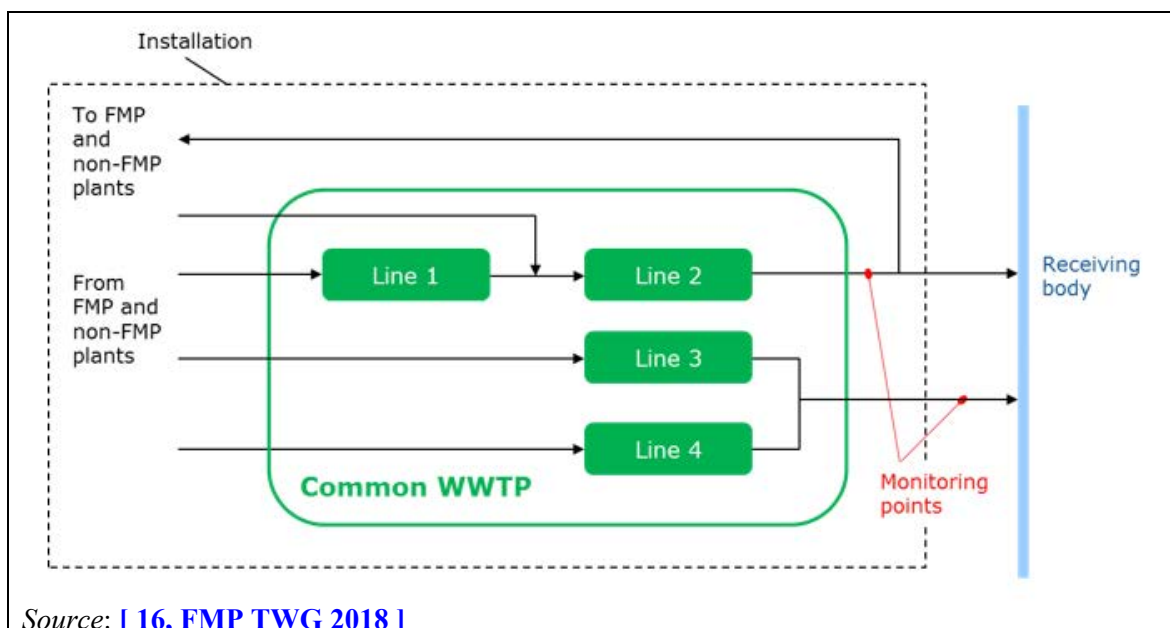 Installation
To FMP
and
non-FMP
plants
From
FMP and
non-FMP
plants
Line 1
Line 2
Line 3
Line 4
Common WWTP
Receiving
body
Monitoring
points
Source: [ 16, FMP TWG 2018 ]